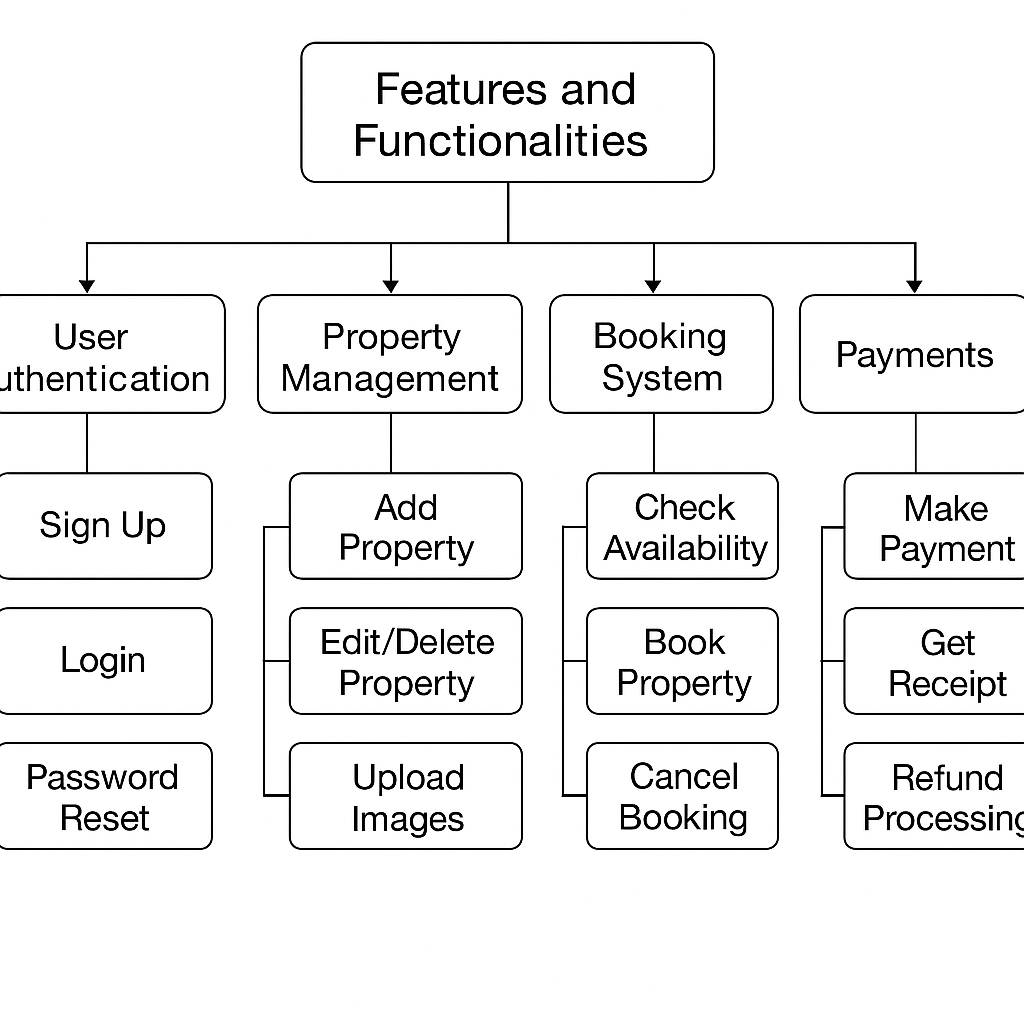 Features and
Functionalities
User
uthentication
Property
Management
Booking
System
Payments
Sign Up
Add
Property
Check
Availability
Make
Payment
Login
Edit/Delete
Property
Book
Property
Get
Receipt
Password
Reset
Upload
Images
Cancel
Booking
Refund
Processing